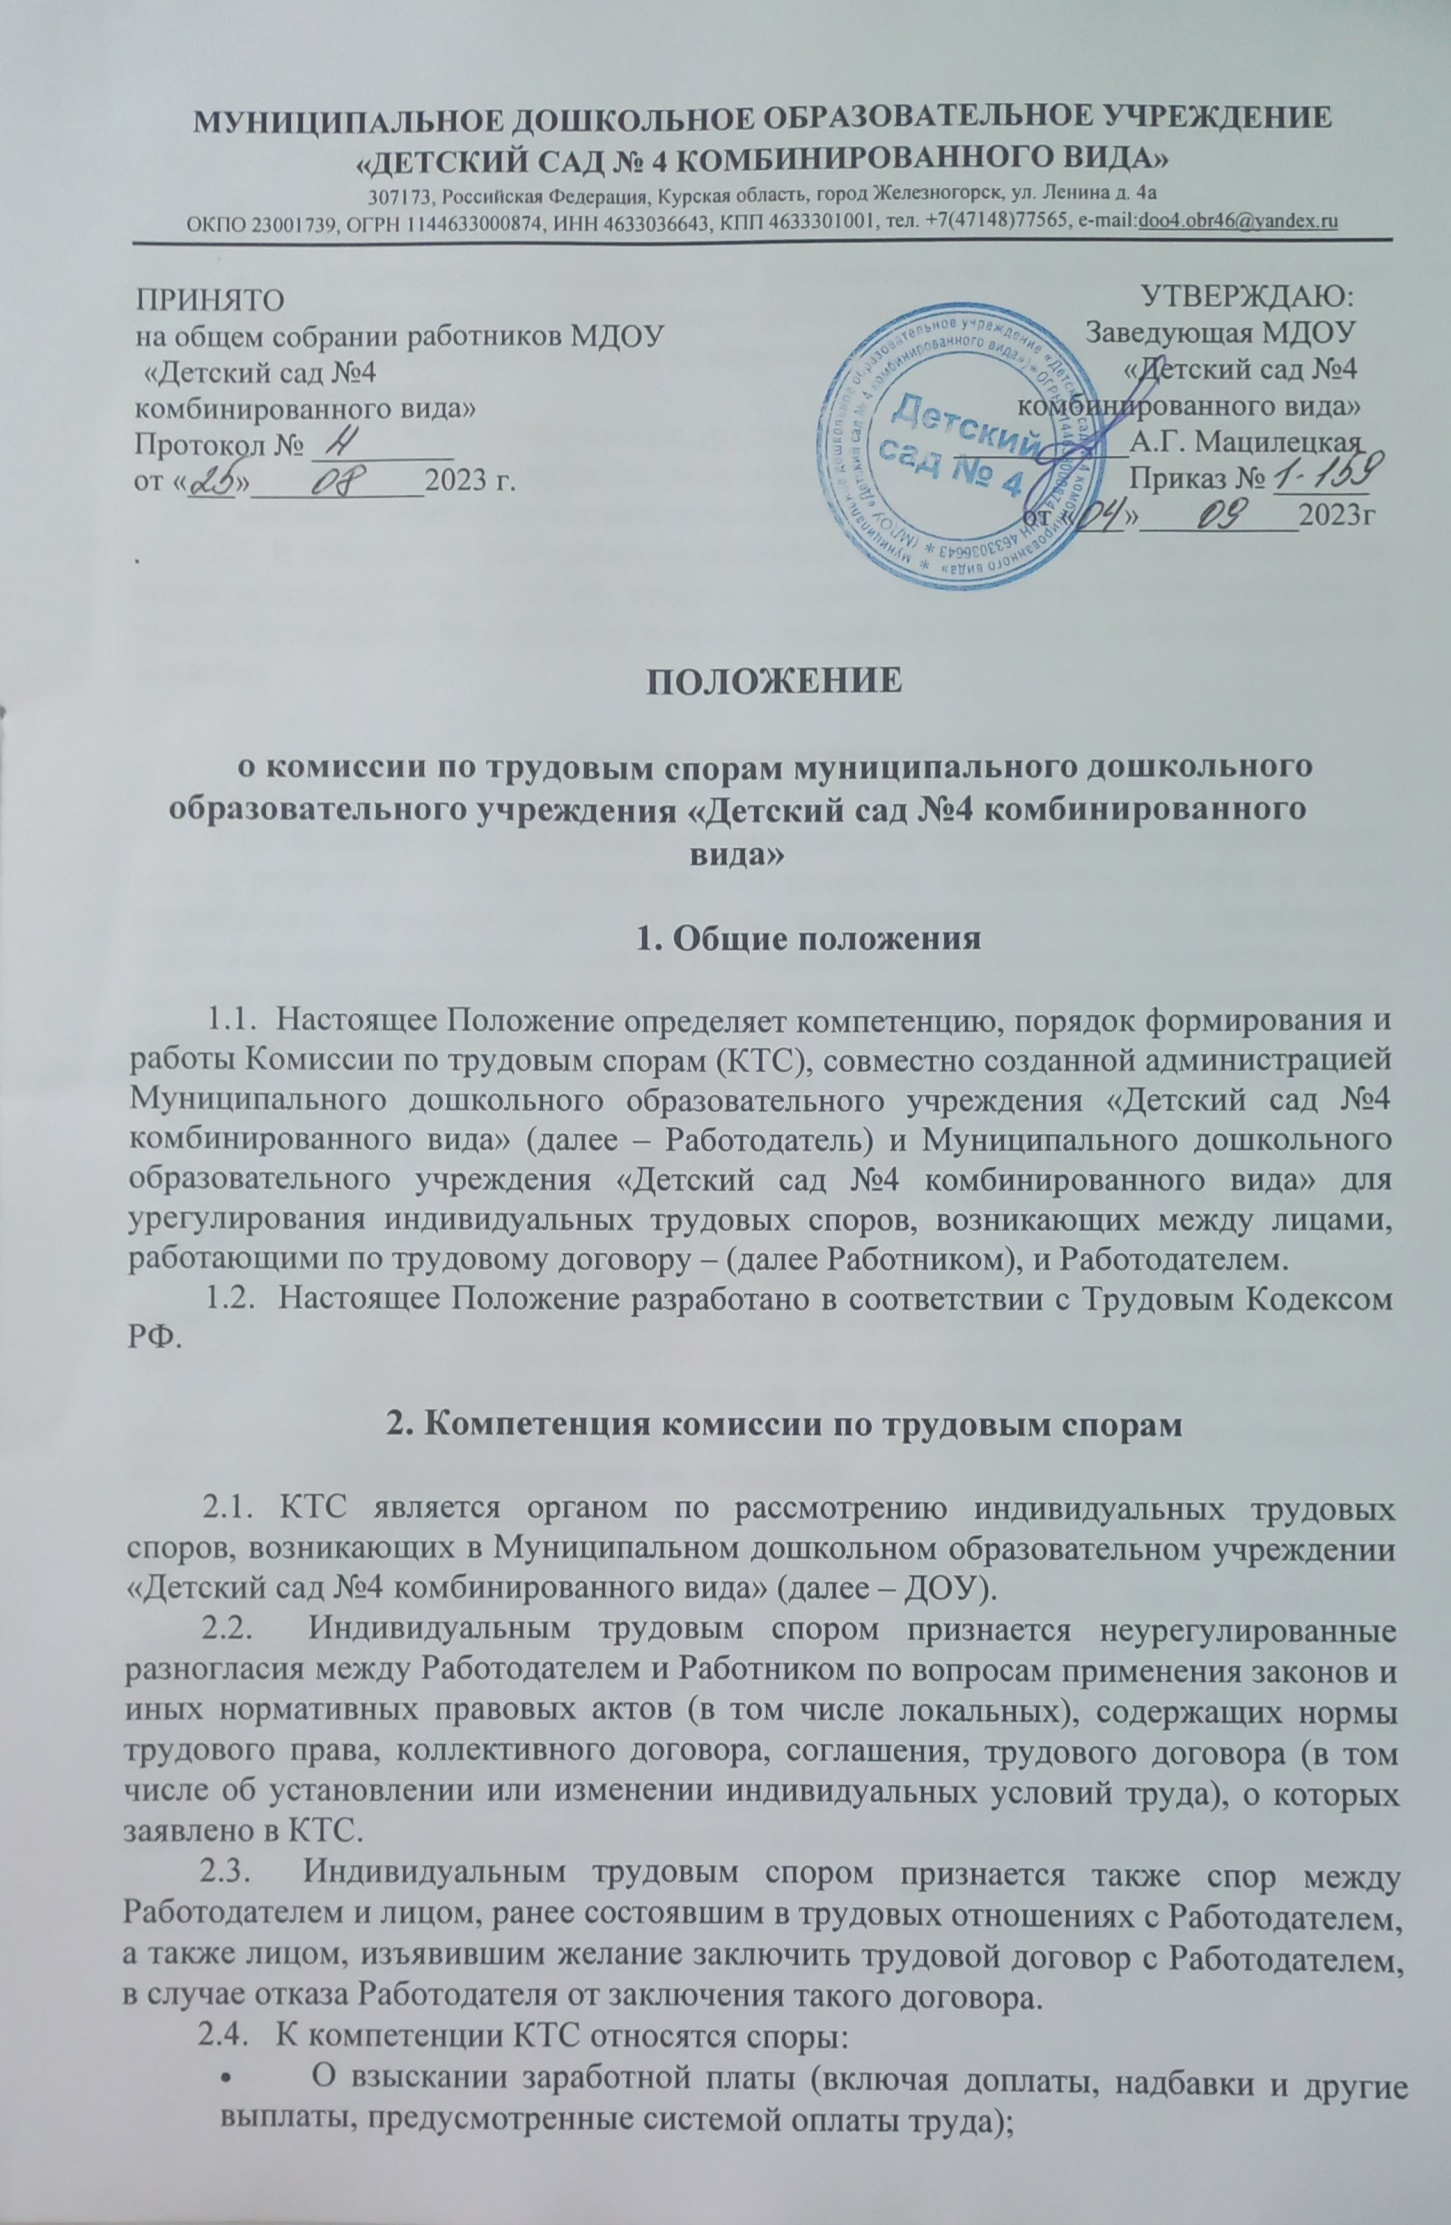 МУНИЦИПАЛЬНОЕ ДОШКОЛЬНОЕ ОБРАЗОВАТЕЛЬНОЕ УЧРЕЖДЕНИЕ
«ДЕТСКИЙ САД № 4 КОМБИНИРОВАННОГО ВИДА»
307173, Российская Федерация, Курская область, город Железногорск, ул. Ленина д. 4а
ОКПО 23001739, ОГРН 1144633000874, ИНН 4633036643, КПП 4633301001, тел. +7(47148)77565, e-mail:doo4.obr46@yandex.ru
ПРИНЯТО
на общем собрании работников МДОУ
«Детский сад №4
комбинированного вида»
Протокол №
от «25» 08 2023 г.
.
УТВЕРЖДАЮ:
Заведующая МДОУ
«Детский сад №4
комбинированного вида»
А.Г. Мацилецкая
Приказ № 1-159
от «04» 09 2023г
Детский
сад № 4
ПОЛОЖЕНИЕ
о комиссии по трудовым спорам муниципального дошкольного
образовательного учреждения «Детский сад №4 комбинированного
вида»
1. Общие положения
1.1. Настоящее Положение определяет компетенцию, порядок формирования и
работы Комиссии по трудовым спорам (КТС), совместно созданной администрацией
Муниципального дошкольного образовательного учреждения «Детский сад №4
комбинированного вида» (далее – Работодатель) и Муниципального дошкольного
образовательного учреждения «Детский сад №4 комбинированного вида» для
урегулирования индивидуальных трудовых споров, возникающих между лицами,
работающими по трудовому договору – (далее Работником), и Работодателем.
1.2. Настоящее Положение разработано в соответствии с Трудовым Кодексом
РФ.
2. Компетенция комиссии по трудовым спорам
2.1. КТС является органом по рассмотрению индивидуальных трудовых
споров, возникающих в Муниципальном дошкольном образовательном учреждении
«Детский сад №4 комбинированного вида» (далее – ДОУ).
2.2. Индивидуальным трудовым спором признается неурегулированные
разногласия между Работодателем и Работником по вопросам применения законов и
иных нормативных правовых актов (в том числе локальных), содержащих нормы
трудового права, коллективного договора, соглашения, трудового договора (в том
числе об установлении или изменении индивидуальных условий труда), о которых
заявлено в КТС.
2.3. Индивидуальным трудовым спором признается также спор между
Работодателем и лицом, ранее состоявшим в трудовых отношениях с Работодателем,
а также лицом, изъявившим желание заключить трудовой договор с Работодателем,
в случае отказа Работодателя от заключения такого договора.
2.4. К компетенции КТС относятся споры:
• О взыскании заработной платы (включая доплаты, надбавки и другие
выплаты, предусмотренные системой оплаты труда);